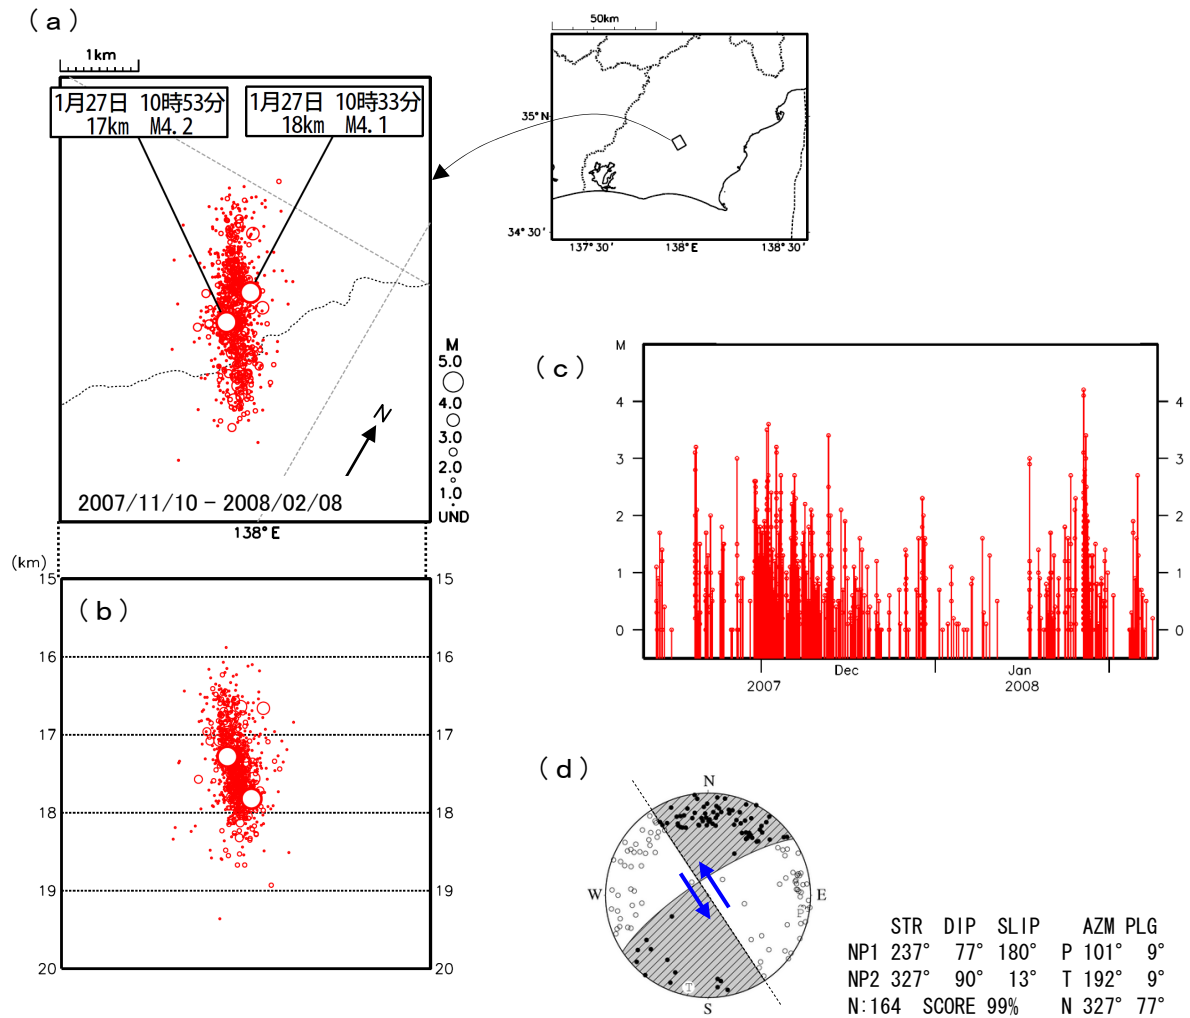 (a)
50km
1km
1月27日 10時53分
17km M4.2
1月27日 10時33分
18km M4.1
35°N
34°30'
137°30'
138°E
138°30'
N
M
5.0
4.0
3.0
2.0
1.0
UND
2007/11/10 - 2008/02/08
138°E
(c)
M
4
4
3
3
2
2
1
1
0
0
Dec
Jan
2007
2008
(km)
15
15
(b)
16
16
17
17
18
18
19
19
20
20
(d)
N
W
E
P
T
S
STR DIP SLIP AZM PLG
NP1 237° 77° 180° P 101° 9°
NP2 327° 90° 13° T 192° 9°
N:164 SCORE 99% N 327° 77°